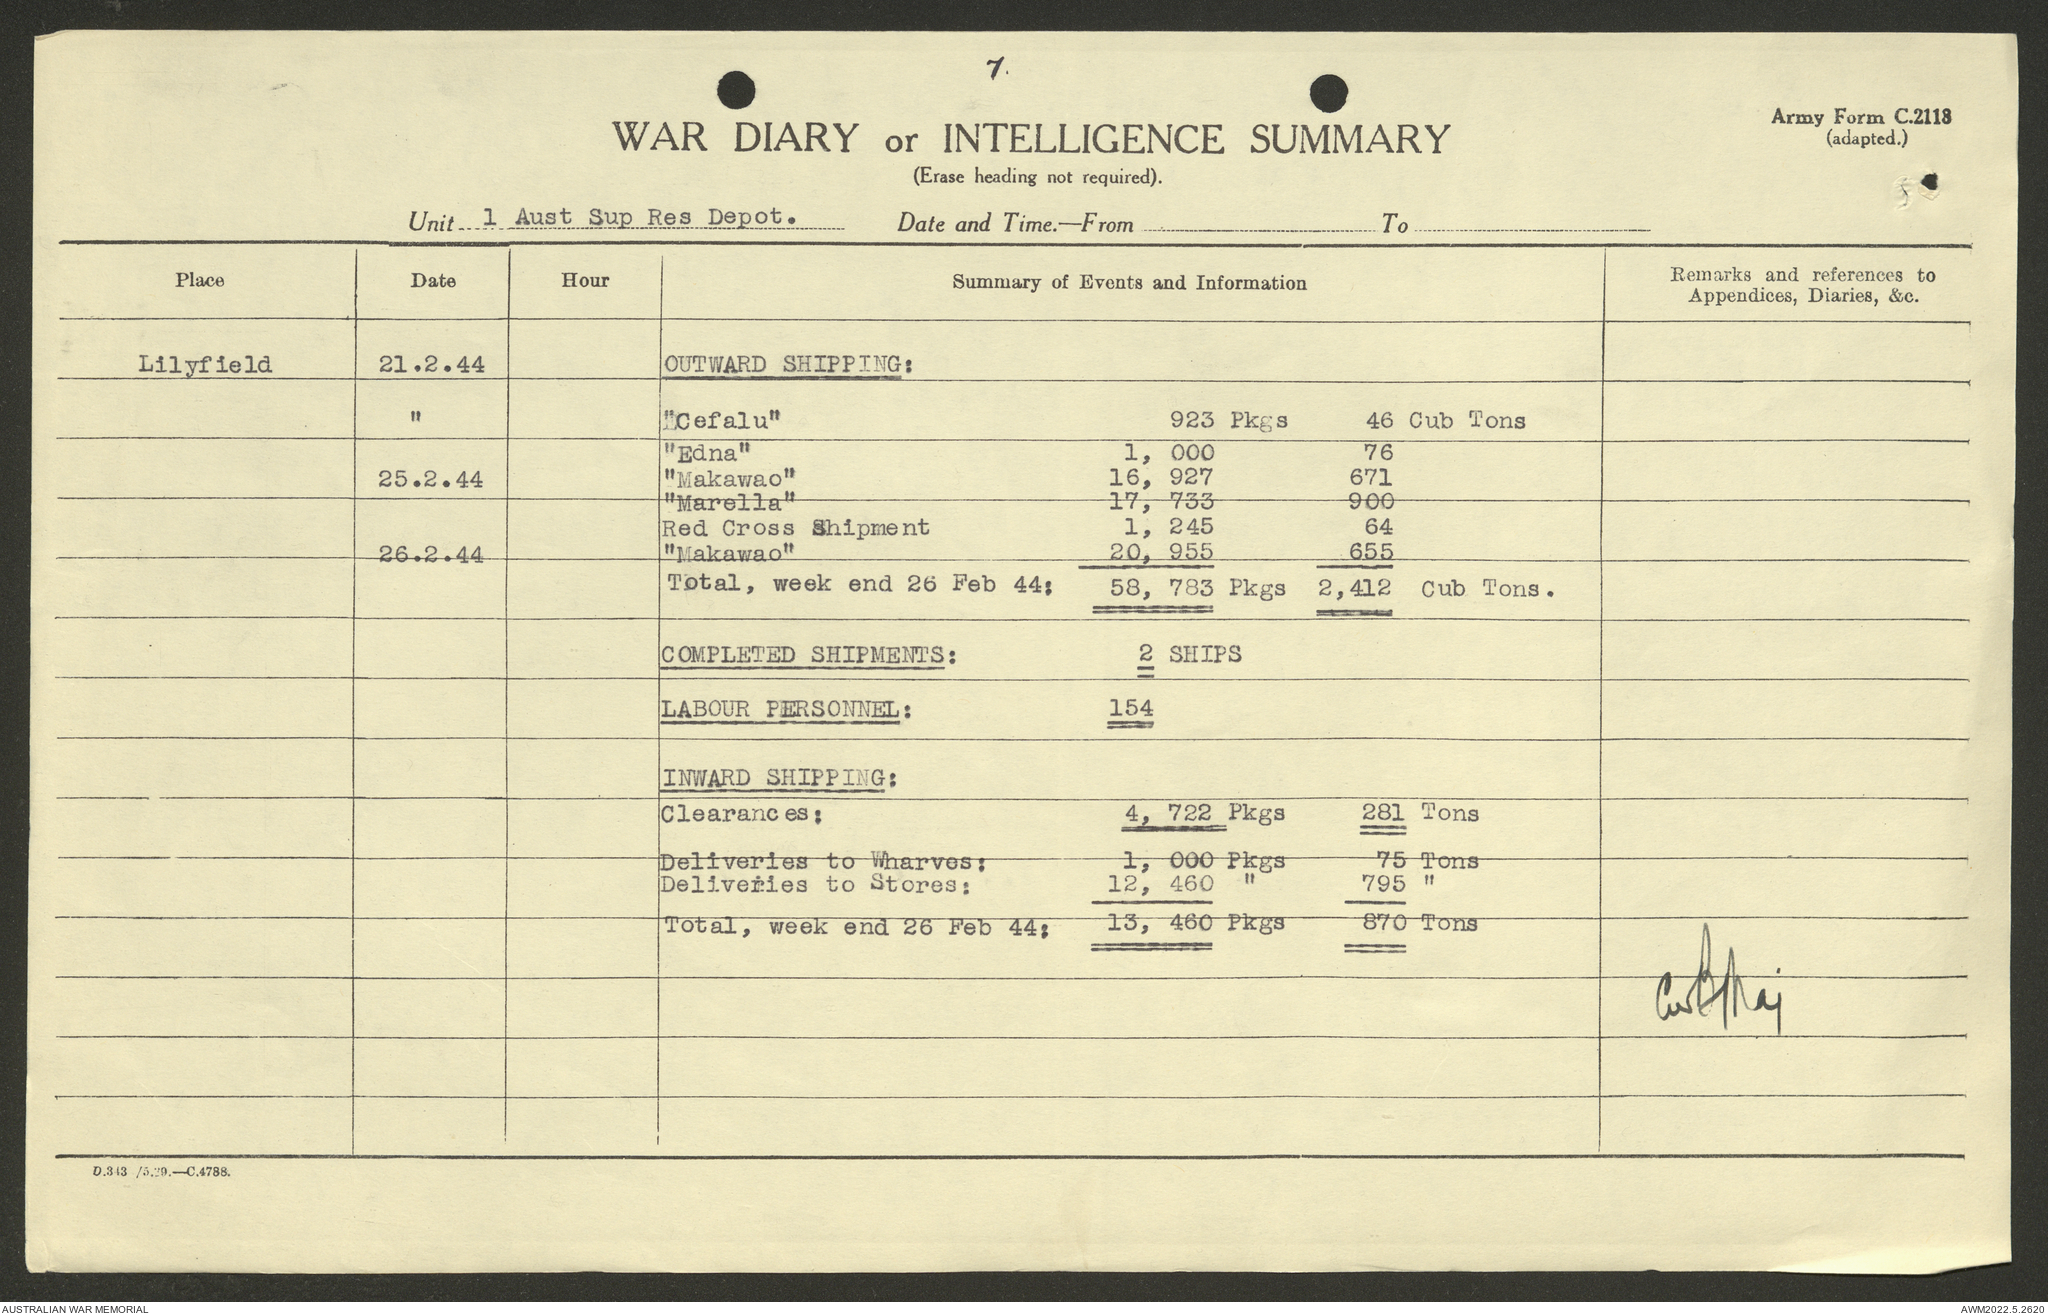 7.
WAR DIARY or INTELLIGENCE SUMMARY
Army Form C.2118
(adapted.)
(Erase heading not required).
Unit 1 Aust Sup Res Depot. Date and Time.—From To
Place Date Hour Summary of Events and Information Remarks and references to
Appendices, Diaries, &c.
Lilyfield 21.2.44 OUTWARD SHIPPING:
" "Cefalu" 923 Pkgs 46 Cub Tons
"Edna" 1, 000 76
25.2.44 "Makawao" 16, 927 671
"Marella" 17, 733 900
Red Cross Shipment 1, 245 64
26.2.44 "Makawao" 20, 955 655
Total, week end 26 Feb 44: 58, 783 Pkgs 2,412 Cub Tons.
COMPLETED SHIPMENTS: 2 SHIPS
LABOUR PERSONNEL: 154
INWARD SHIPPING:
Clearances: 4, 722 Pkgs 281 Tons
Deliveries to Wharves: 1, 000 Pkgs 75 Tons
Deliveries to Stores: 12, 460 " 795 "
Total, week end 26 Feb 44: 13, 460 Pkgs 870 Tons
Maj
D.343 /5.39.—C.4788.
AUSTRALIAN WAR MEMORIAL AWM2022.5.2620